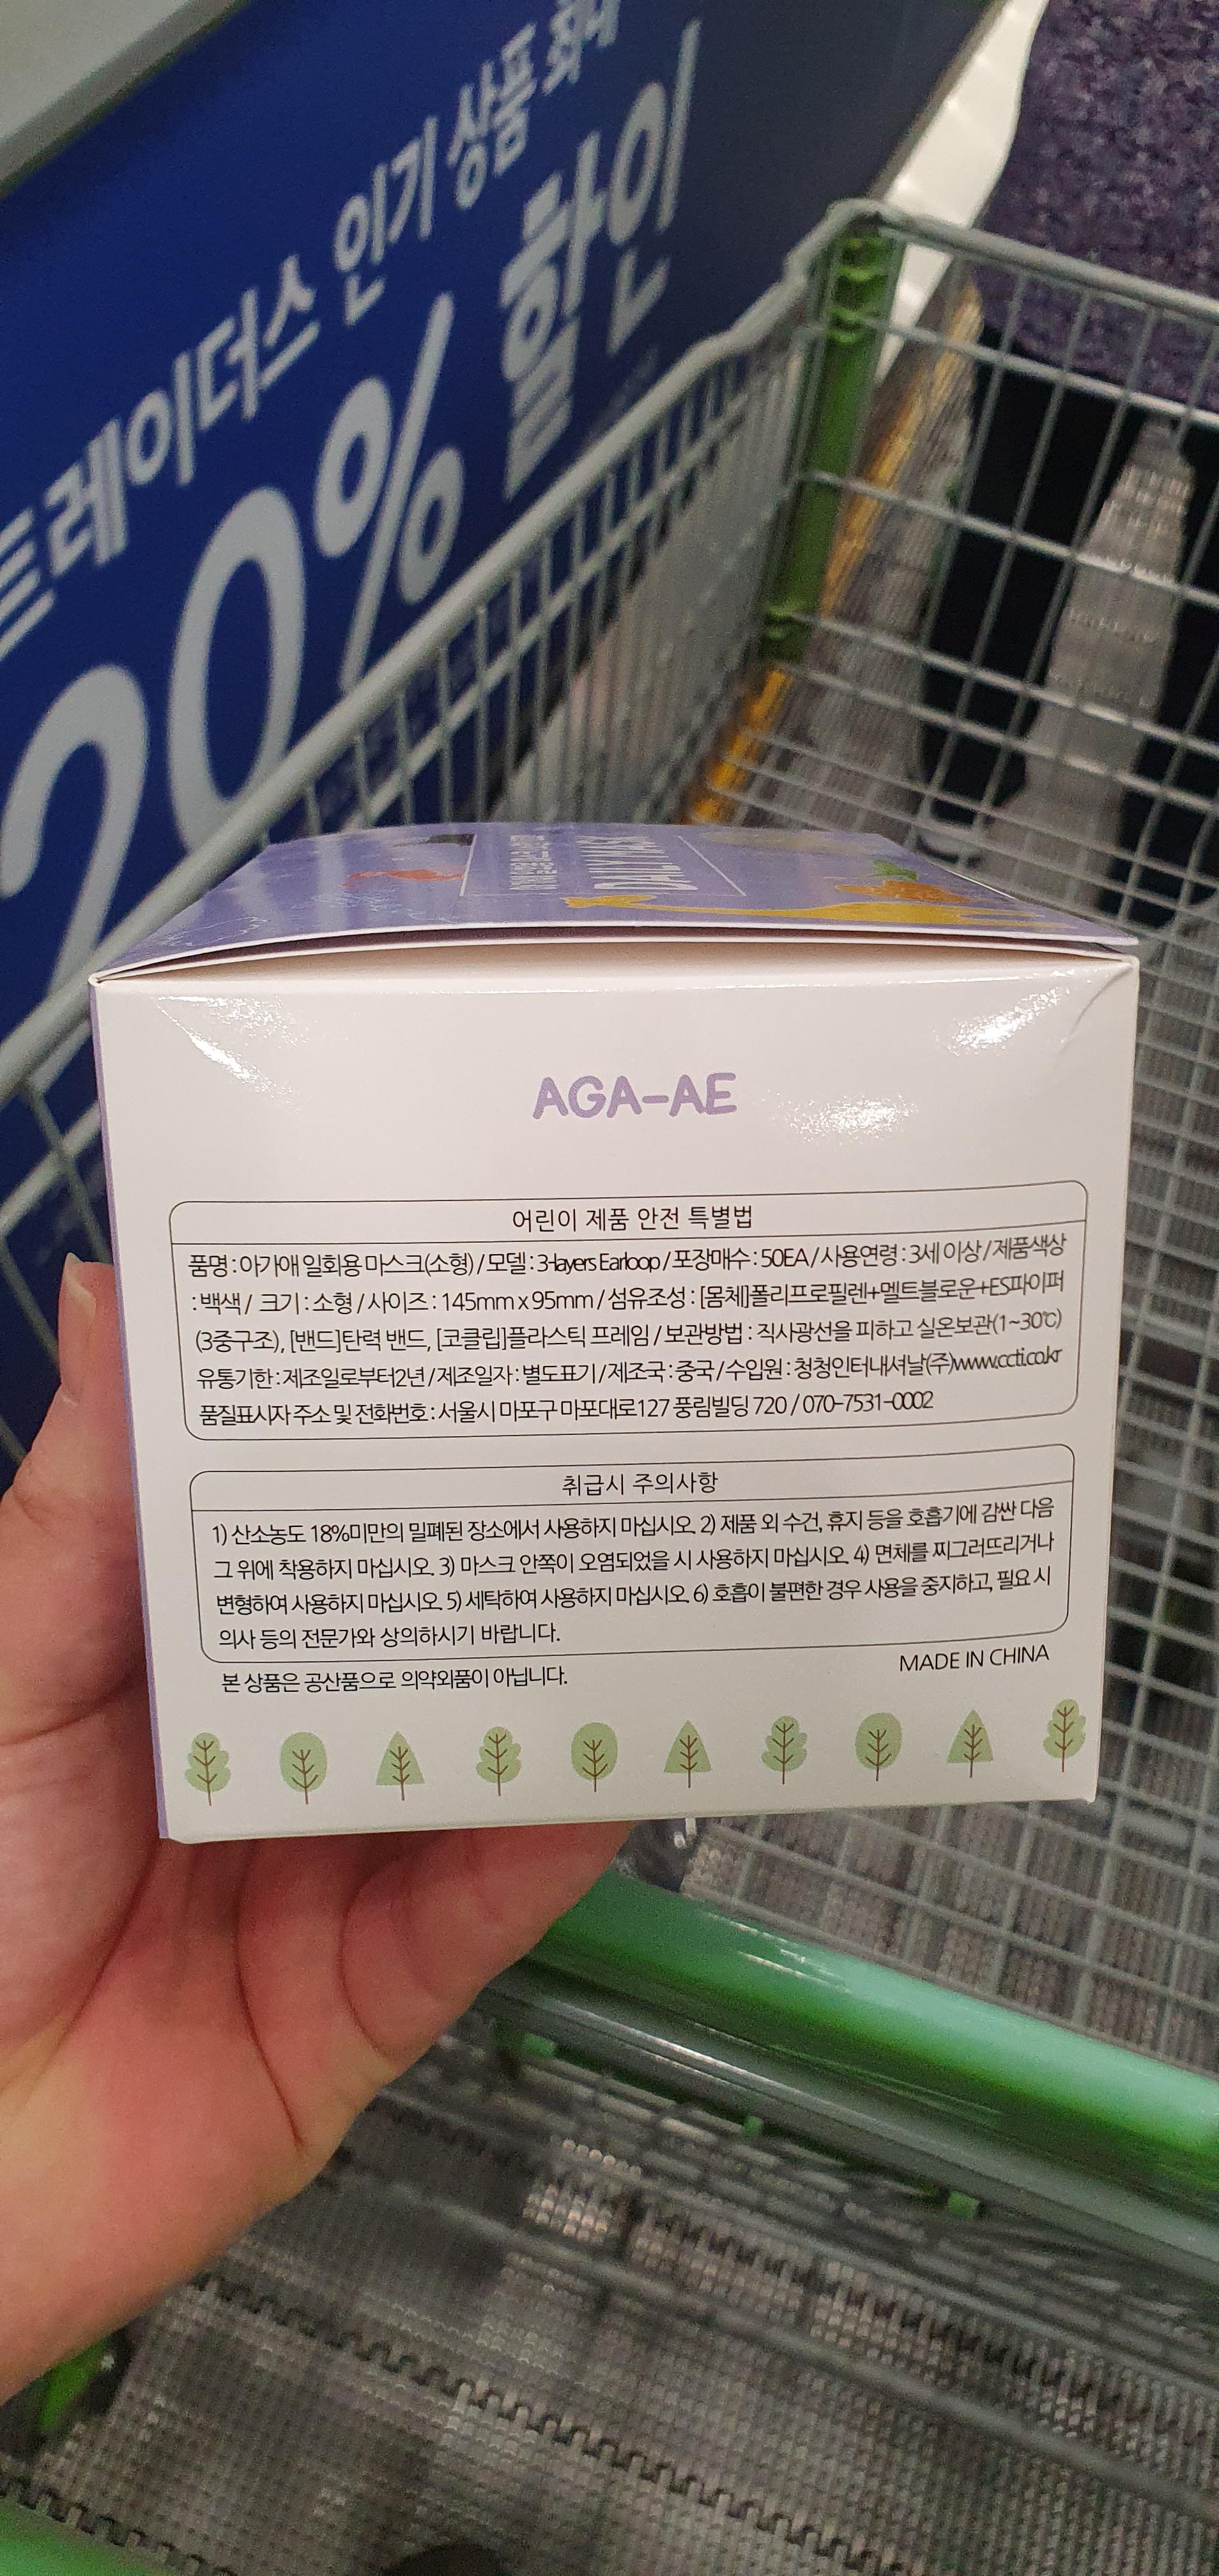 트레이더스 인기 상품 최대
20% 할인
DAILY MASK
AGA-AE
어린이 제품 안전 특별법
품명 : 아가애 일회용 마스크(소형) / 모델 : 3-layers Earloop / 포장매수 : 50EA / 사용연령 : 3세 이상 / 제품색상
: 백색 / 크기 : 소형 / 사이즈 : 145mm x 95mm / 섬유조성 : [몸체]폴리프로필렌+멜트블로운+ES파이퍼
(3중구조), [밴드]탄력 밴드, [코클립]플라스틱 프레임 / 보관방법 : 직사광선을 피하고 실온보관(1~30℃)
유통기한 : 제조일로부터2년 / 제조일자 : 별도표기 / 제조국 : 중국 / 수입원 : 청청인터내셔날(주)www.ccti.co.kr
품질표시자 주소 및 전화번호 : 서울시 마포구 마포대로127 풍림빌딩 720 / 070-7531-0002
취급시 주의사항
1) 산소농도 18%미만의 밀폐된 장소에서 사용하지 마십시오. 2) 제품 외 수건, 휴지 등을 호흡기에 감싼 다음
그 위에 착용하지 마십시오. 3) 마스크 안쪽이 오염되었을 시 사용하지 마십시오. 4) 면체를 찌그러뜨리거나
변형하여 사용하지 마십시오. 5) 세탁하여 사용하지 마십시오. 6) 호흡이 불편한 경우 사용을 중지하고, 필요 시
의사 등의 전문가와 상의하시기 바랍니다.
본 상품은 공산품으로 의약외품이 아닙니다.
MADE IN CHINA